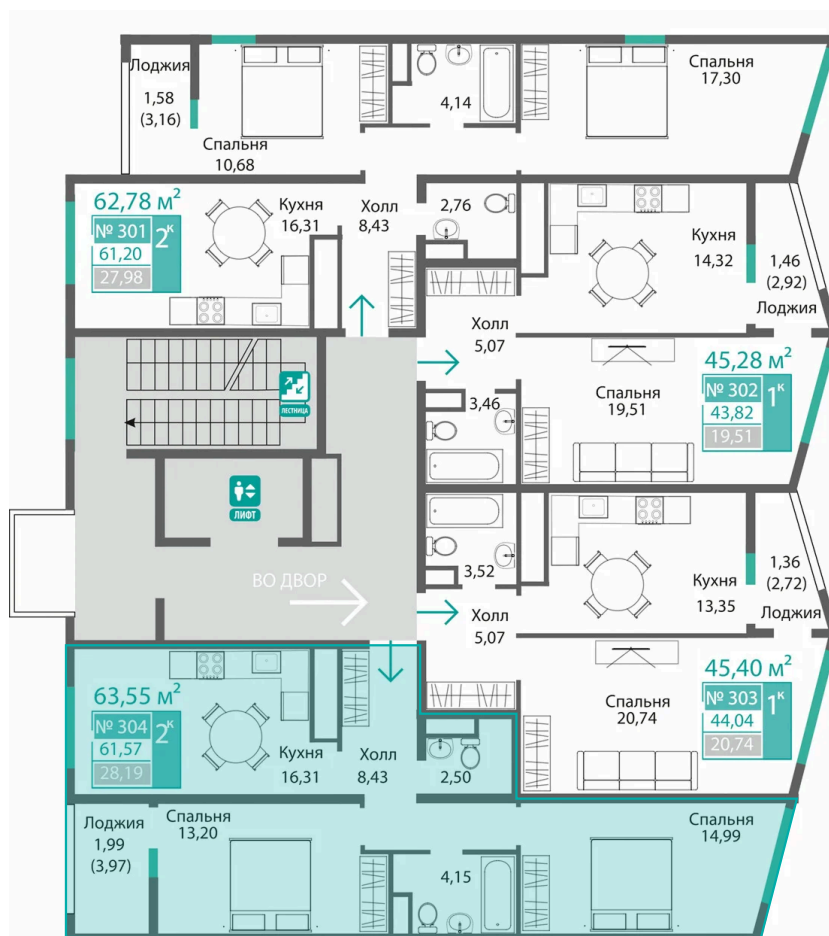 Лоджия
1,58
(3,16)
Спальня
10,68
4,14
Спальня
17,30
62,78 м²
№ 301
2к
61,20
27,98
Кухня
16,31
Холл
8,43
2,76
Кухня
14,32
1,46
(2,92)
Лоджия
Холл
5,07
ЛЕСТНИЦА
3,46
Спальня
19,51
45,28 м²
№ 302
1к
43,82
19,51
ЛИФТ
ВО ДВОР
3,52
Холл
5,07
Кухня
13,35
1,36
(2,72)
Лоджия
Спальня
20,74
45,40 м²
№ 303
1к
44,04
20,74
63,55 м²
№ 304
2к
61,57
28,19
Кухня
16,31
Холл
8,43
2,50
Лоджия
1,99
(3,97)
Спальня
13,20
4,15
Спальня
14,99